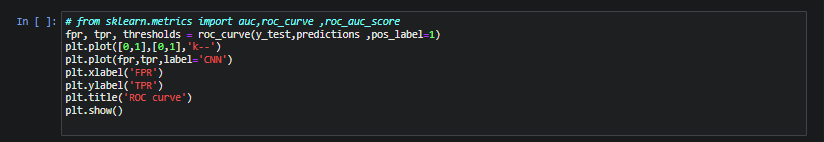 In [ ]: # from sklearn.metrics import auc,roc_curve ,roc_auc_score
fpr, tpr, thresholds = roc_curve(y_test,predictions ,pos_label=1)
plt.plot([0,1],[0,1],'k--')
plt.plot(fpr,tpr,label='CNN')
plt.xlabel('FPR')
plt.ylabel('TPR')
plt.title('ROC curve')
plt.show()